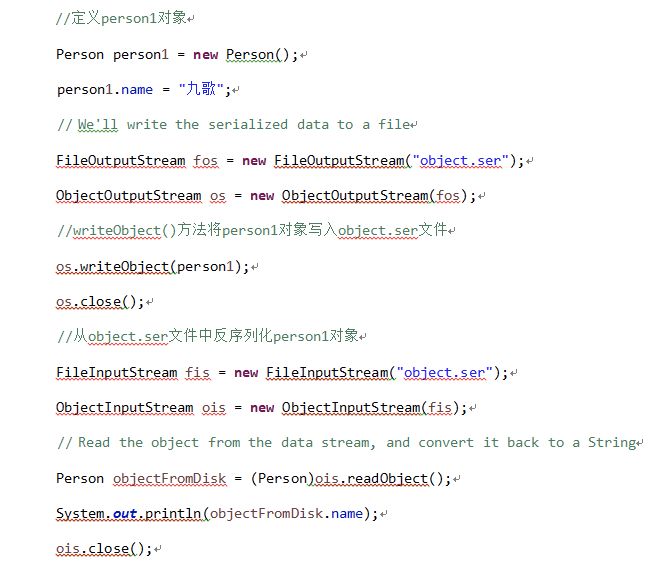 //定义person1对象
Person person1 = new Person();
person1.name = "九歌";
// We'll write the serialized data to a file
FileOutputStream fos = new FileOutputStream("object.ser");
ObjectOutputStream os = new ObjectOutputStream(fos);
//writeObject()方法将person1对象写入object.ser文件
os.writeObject(person1);
os.close();
//从object.ser文件中反序列化person1对象
FileInputStream fis = new FileInputStream("object.ser");
ObjectInputStream ois = new ObjectInputStream(fis);
// Read the object from the data stream, and convert it back to a String
Person objectFromDisk = (Person)ois.readObject();
System.out.println(objectFromDisk.name);
ois.close();